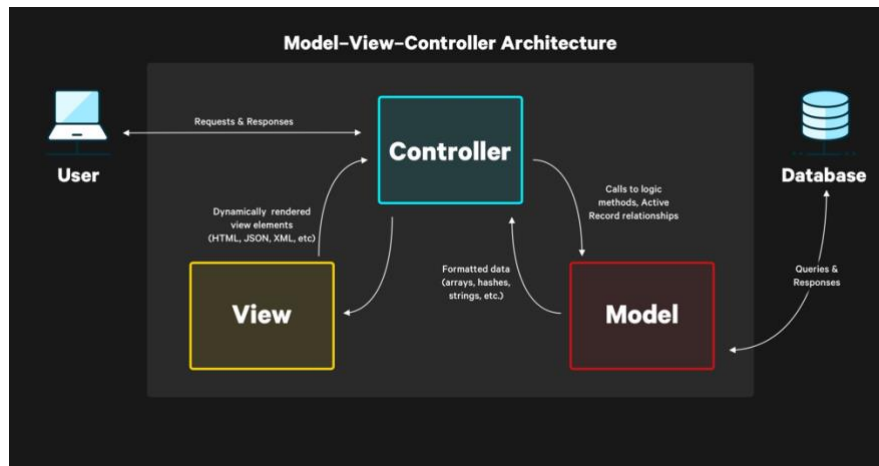 Model-View-Controller Architecture
Requests & Responses
User
Controller
Database
Dynamically rendered
view elements
(HTML, JSON, XML, etc)
Calls to logic
methods, Active
Record relationships
Formatted data
(arrays, hashes,
strings, etc.)
Queries &
Responses
View
Model